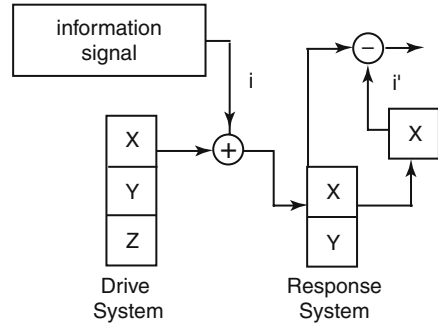 information
signal
−
i
i'
X
X
+
Y
X
Z
Y
Drive
System
Response
System